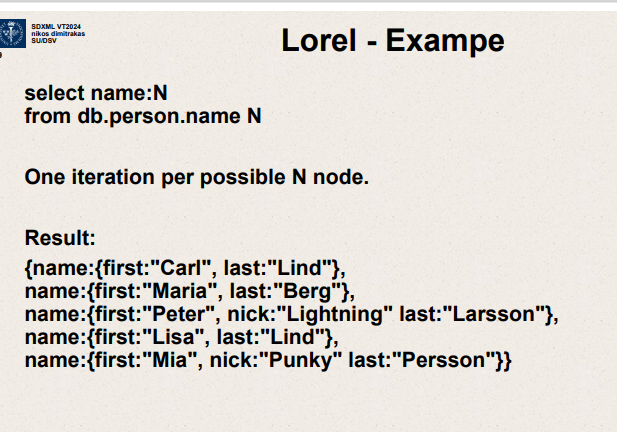 SDXML VT2024
nikos dimitrakas
SU/DSV
Lorel - Exampe
select name:N
from db.person.name N
One iteration per possible N node.
Result:
{name:{first:"Carl", last:"Lind"},
name:{first:"Maria", last:"Berg"},
name:{first:"Peter", nick:"Lightning" last:"Larsson"},
name:{first:"Lisa", last:"Lind"},
name:{first:"Mia", nick:"Punky" last:"Persson"}}